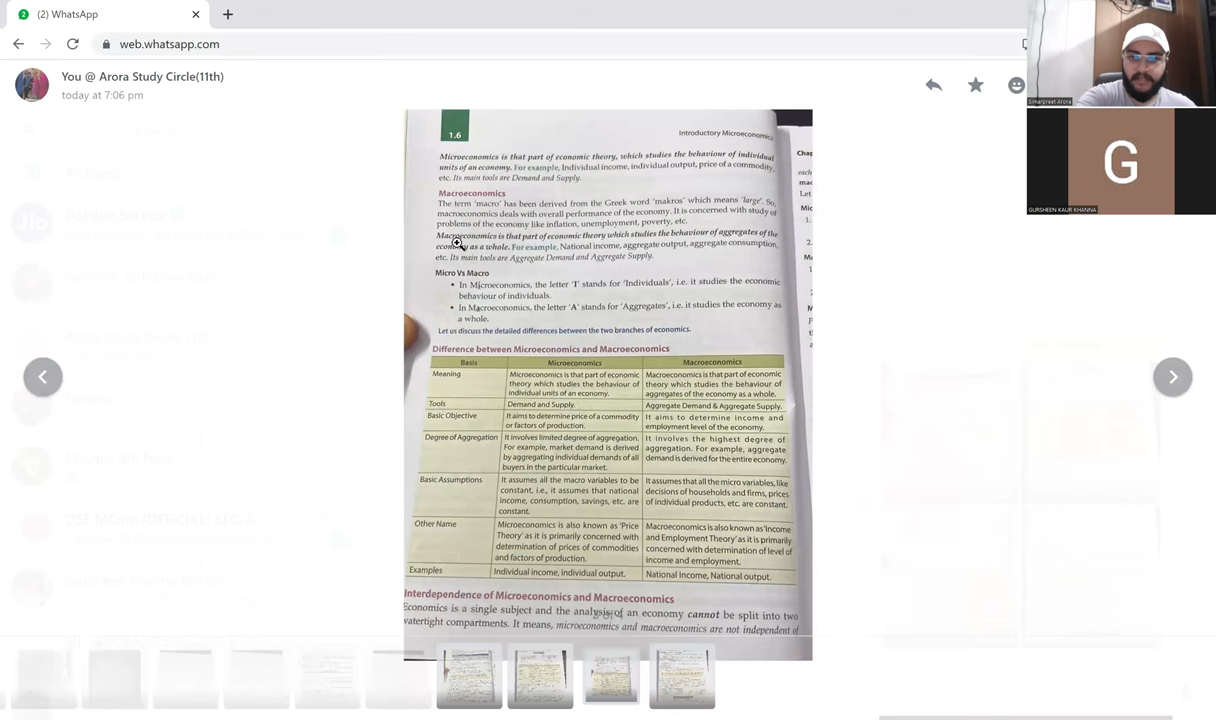 (2) WhatsApp
web.whatsapp.com
You @ Arora Study Circle(11th)
today at 7:06 pm
Simarpreet Arora
G
GURSHEEN KAUR KHANNA
1.6
Introductory Microeconomics
Microeconomics is that part of economic theory, which studies the behaviour of individual
units of an economy. For example, Individual income, individual output, price of a commodity,
etc. Its main tools are Demand and Supply.
Macroeconomics
The term 'macro' has been derived from the Greek word 'makros' which means 'large'. So,
macroeconomics deals with overall performance of the economy. It is concerned with study of
problems of the economy like inflation, unemployment, poverty, etc.
Macroeconomics is that part of economic theory which studies the behaviour of aggregates of the
economy as a whole. For example, National income, aggregate output, aggregate consumption,
etc. Its main tools are Aggregate Demand and Aggregate Supply.
Micro Vs Macro
• In Microeconomics, the letter 'I' stands for 'Individuals', i.e. it studies the economic
behaviour of individuals.
• In Macroeconomics, the letter 'A' stands for 'Aggregates', i.e. it studies the economy as
a whole.
Let us discuss the detailed differences between the two branches of economics.
Difference between Microeconomics and Macroeconomics
Basis Microeconomics Macroeconomics
Meaning Microeconomics is that part of economic Macroeconomics is that part of economic
theory which studies the behaviour of theory which studies the behaviour of
individual units of an economy. aggregates of the economy as a whole.
Tools Demand and Supply. Aggregate Demand & Aggregate Supply.
Basic Objective It aims to determine price of a commodity It aims to determine income and
or factors of production. employment level of the economy.
Degree of Aggregation It involves limited degree of aggregation. It involves the highest degree of
For example, market demand is derived aggregation. For example, aggregate
by aggregating individual demands of all demand is derived for the entire economy.
buyers in the particular market.
Basic Assumptions It assumes all the macro variables to be It assumes that all the micro variables, like
constant, i.e., it assumes that national decisions of households and firms, prices
income, consumption, savings, etc. are of individual products, etc. are constant.
constant.
Other Name Microeconomics is also known as 'Price Macroeconomics is also known as 'Income
Theory' as it is primarily concerned with and Employment Theory' as it is primarily
determination of prices of commodities concerned with determination of level of
and factors of production. income and employment.
Examples Individual income, individual output. National Income, National output.
Interdependence of Microeconomics and Macroeconomics
Economics is a single subject and the analysis of an economy cannot be split into two
watertight compartments. It means, microeconomics and macroeconomics are not independent of